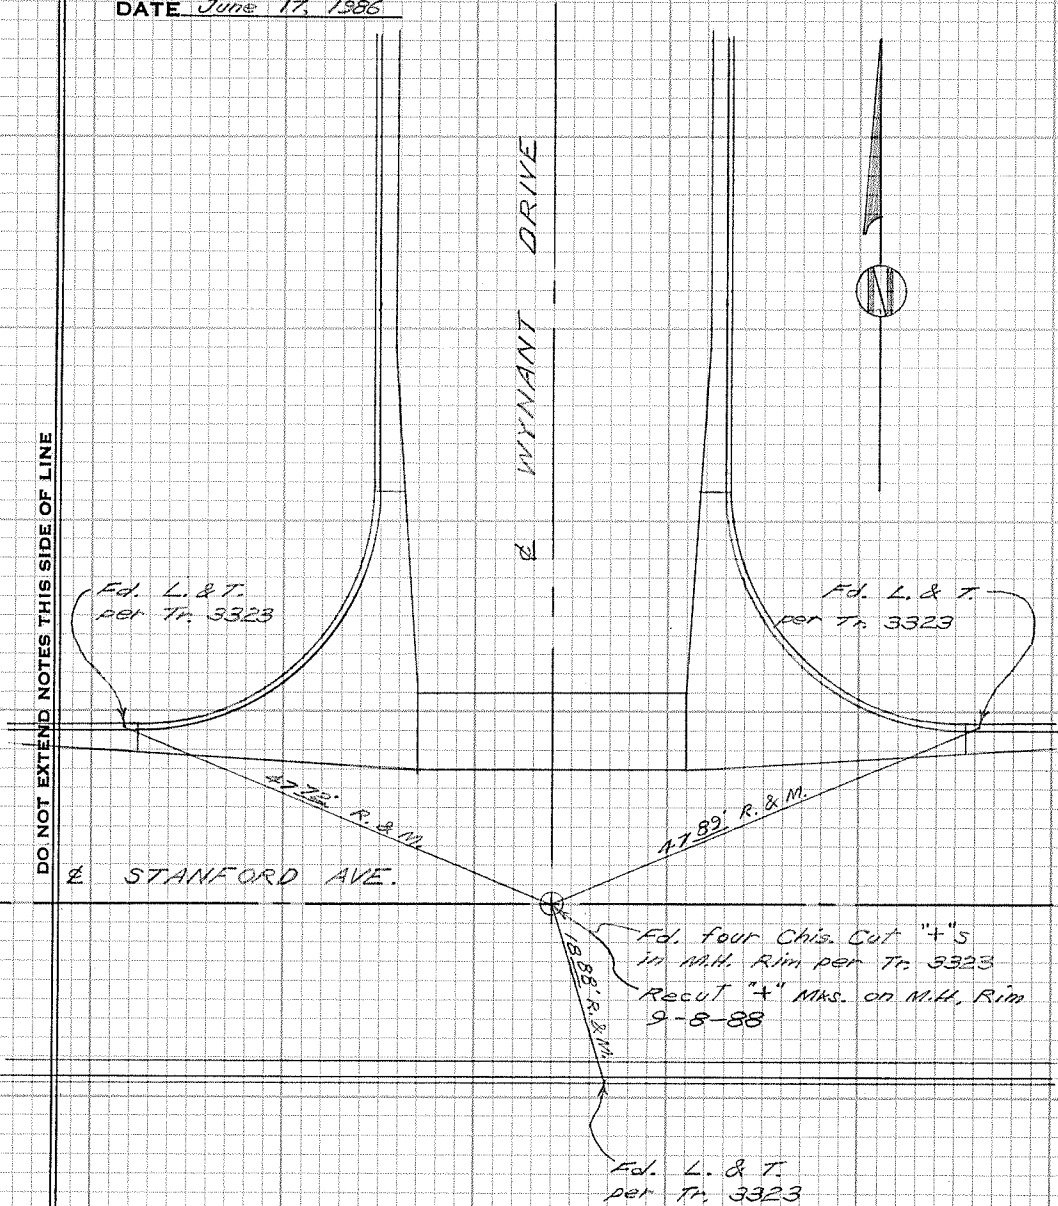 DATE June 17, 1986
℄ WYNANT DRIVE
DO NOT EXTEND NOTES THIS SIDE OF LINE
Fd. L. & T.
per Tr. 3323
Fd. L. & T
per Tr. 3323
47.72' R. & M.
47.89' R. & M.
℄ STANFORD AVE.
Fd. four Chis. Cut "+"s
in M.H. Rim per Tr. 3323
Recut "+" Mks. on M.H. Rim
9-8-88
18.88' R. & M.
Fd. L. & T.
per Tr. 3323